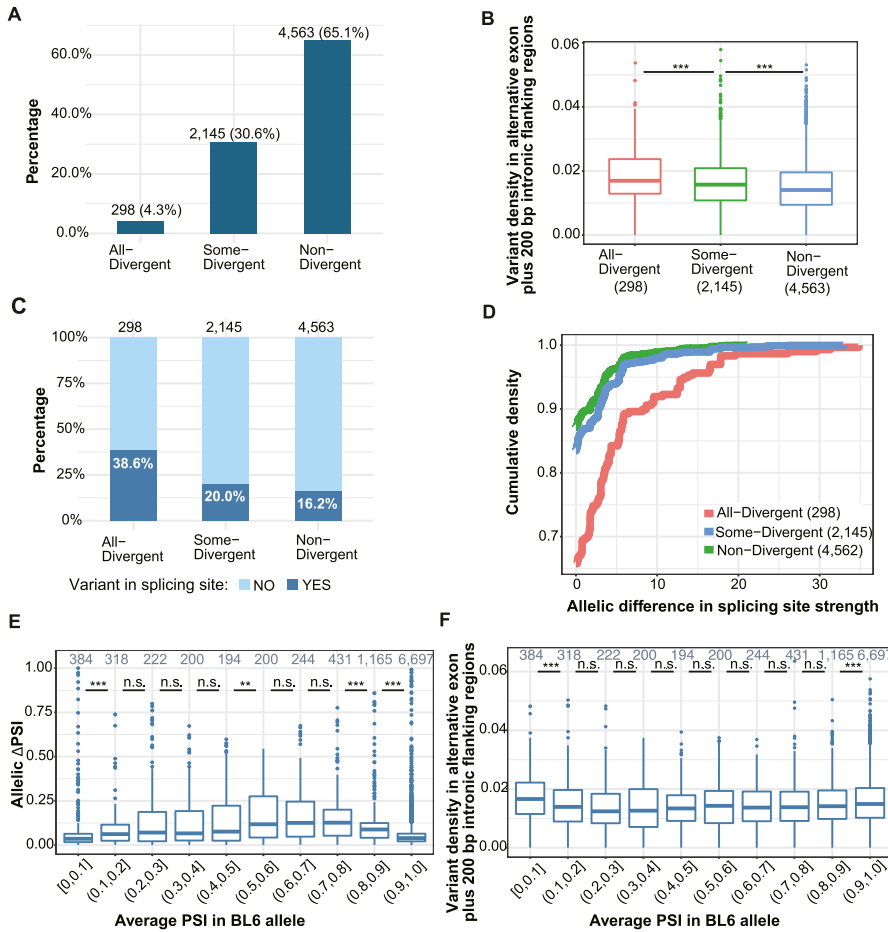 A
4,563 (65.1%)
60.0%
40.0%
2,145 (30.6%)
20.0%
298 (4.3%)
0.0%
Percentage
All−
Divergent
Some−
Divergent
Non−
Divergent
B
Variant density in alternative exon
plus 200 bp intronic flanking regions
0.06
0.04
0.02
0.00
***
***
All−
Divergent
(298)
Some−
Divergent
(2,145)
Non−
Divergent
(4,563)
C
298
2,145
4,563
100%
75%
50%
25%
0%
Percentage
38.6%
20.0%
16.2%
All−
Divergent
Some−
Divergent
Non−
Divergent
Variant in splicing site:
NO
YES
D
Cumulative density
1.0
0.9
0.8
0.7
All-Divergent (298)
Some-Divergent (2,145)
Non-Divergent (4,562)
0
10
20
30
Allelic difference in splicing site strength
E
384 318 222 200 194 200 244 431 1,165 6,697
*** n.s. n.s. n.s. ** n.s. n.s. *** ***
1.00
0.75
0.50
0.25
0.00
Allelic ΔPSI
[0,0.1] (0.1,0.2] (0.2,0.3] (0.3,0.4] (0.4,0.5] (0.5,0.6] (0.6,0.7] (0.7,0.8] (0.8,0.9] (0.9,1.0]
Average PSI in BL6 allele
F
384 318 222 200 194 200 244 431 1,165 6,697
*** n.s. n.s. n.s. n.s. n.s. n.s. n.s. ***
0.06
0.04
0.02
0.00
Variant density in alternative exon
plus 200 bp intronic flanking regions
[0,0.1] (0.1,0.2] (0.2,0.3] (0.3,0.4] (0.4,0.5] (0.5,0.6] (0.6,0.7] (0.7,0.8] (0.8,0.9] (0.9,1.0]
Average PSI in BL6 allele